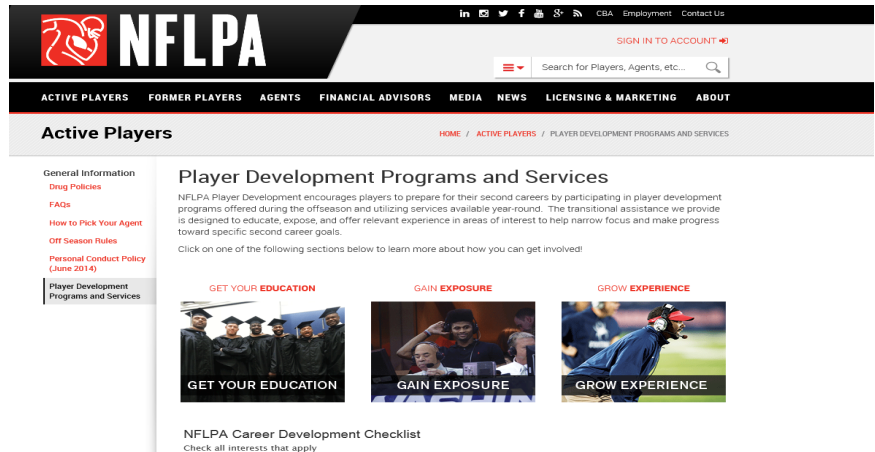 CBA Employment Contact Us
NFLPA
SIGN IN TO ACCOUNT
Search for Players, Agents, etc...
ACTIVE PLAYERS FORMER PLAYERS AGENTS FINANCIAL ADVISORS MEDIA NEWS LICENSING & MARKETING ABOUT
Active Players
HOME / ACTIVE PLAYERS / PLAYER DEVELOPMENT PROGRAMS AND SERVICES
General Information
Drug Policies
FAQs
How to Pick Your Agent
Off Season Rules
Personal Conduct Policy
(June 2014)
Player Development
Programs and Services
Player Development Programs and Services
NFLPA Player Development encourages players to prepare for their second careers by participating in player development
programs offered during the offseason and utilizing services available year-round. The transitional assistance we provide
is designed to educate, expose, and offer relevant experience in areas of interest to help narrow focus and make progress
toward specific second career goals.
Click on one of the following sections below to learn more about how you can get involved!
GET YOUR EDUCATION
GAIN EXPOSURE
GROW EXPERIENCE
GET YOUR EDUCATION
GAIN EXPOSURE
GROW EXPERIENCE
NFLPA Career Development Checklist
Check all interests that apply